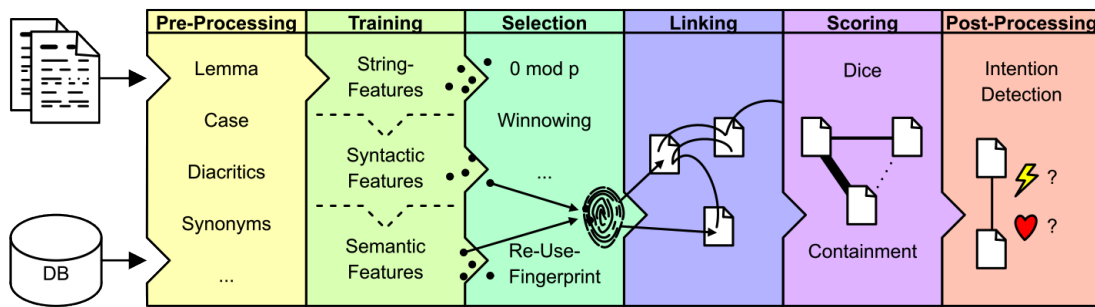 Pre-Processing
Training
Selection
Linking
Scoring
Post-Processing
Lemma
Case
Diacritics
Synonyms
...
DB
String-
Features
Syntactic
Features
Semantic
Features
0 mod p
Winnowing
...
Re-Use-
Fingerprint
Dice
Containment
Intention
Detection
?
?